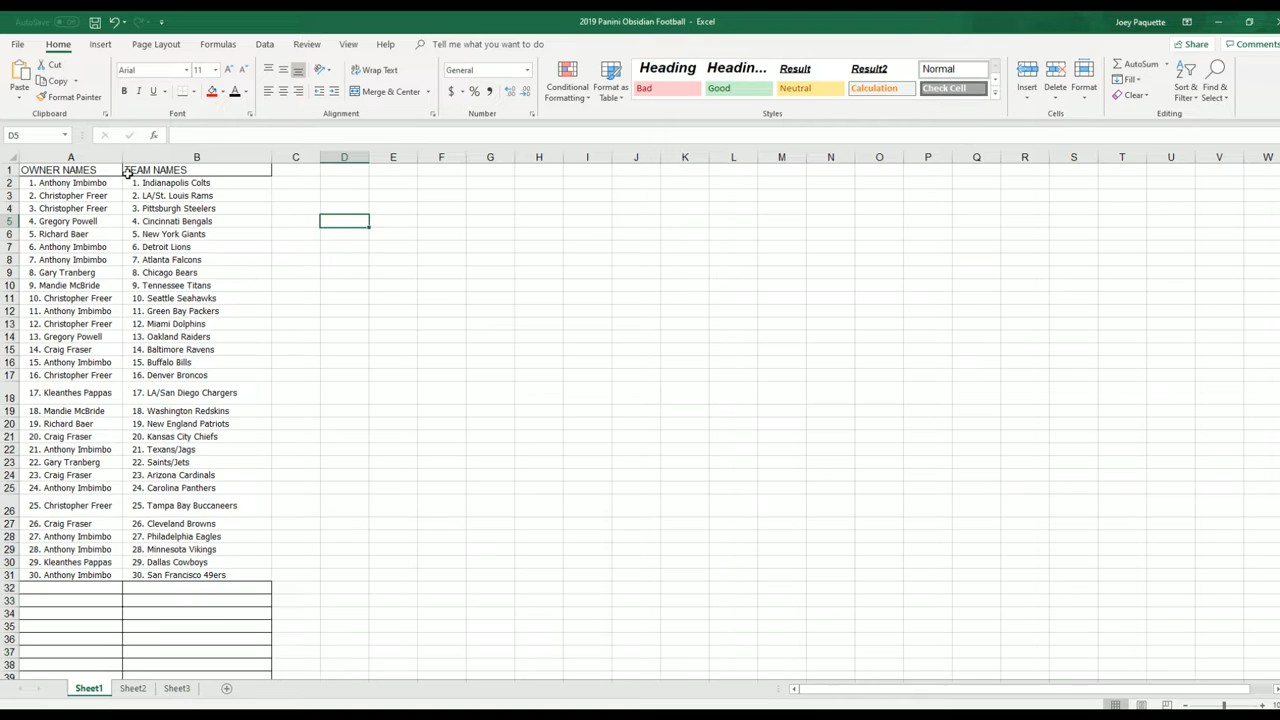 AutoSave Off 2019 Panini Obsidian Football - Excel Joey Paquette
File Home Insert Page Layout Formulas Data Review View Help Tell me what you want to do Share Comments
Paste Cut Copy Format Painter Clipboard
Arial 11 B I U A Font
Wrap Text Merge & Center Alignment
General $ % Number
Conditional Formatting Format as Table Heading Headin... Result Result2 Normal
Bad Good Neutral Calculation Check Cell Styles
Insert Delete Format Cells
AutoSum Fill Clear Sort & Filter Find & Select Editing
D5 fx
A B C D E F G H I J K L M N O P Q R S T U V W
1 OWNER NAMES TEAM NAMES
2 1. Anthony Imbimbo 1. Indianapolis Colts
3 2. Christopher Freer 2. LA/St. Louis Rams
4 3. Christopher Freer 3. Pittsburgh Steelers
5 4. Gregory Powell 4. Cincinnati Bengals
6 5. Richard Baer 5. New York Giants
7 6. Anthony Imbimbo 6. Detroit Lions
8 7. Anthony Imbimbo 7. Atlanta Falcons
9 8. Gary Tranberg 8. Chicago Bears
10 9. Mandie McBride 9. Tennessee Titans
11 10. Christopher Freer 10. Seattle Seahawks
12 11. Anthony Imbimbo 11. Green Bay Packers
13 12. Christopher Freer 12. Miami Dolphins
14 13. Gregory Powell 13. Oakland Raiders
15 14. Craig Fraser 14. Baltimore Ravens
16 15. Anthony Imbimbo 15. Buffalo Bills
17 16. Christopher Freer 16. Denver Broncos
18 17. Kleanthes Pappas 17. LA/San Diego Chargers
19 18. Mandie McBride 18. Washington Redskins
20 19. Richard Baer 19. New England Patriots
21 20. Craig Fraser 20. Kansas City Chiefs
22 21. Anthony Imbimbo 21. Texans/Jags
23 22. Gary Tranberg 22. Saints/Jets
24 23. Craig Fraser 23. Arizona Cardinals
25 24. Anthony Imbimbo 24. Carolina Panthers
26 25. Christopher Freer 25. Tampa Bay Buccaneers
27 26. Craig Fraser 26. Cleveland Browns
28 27. Anthony Imbimbo 27. Philadelphia Eagles
29 28. Anthony Imbimbo 28. Minnesota Vikings
30 29. Kleanthes Pappas 29. Dallas Cowboys
31 30. Anthony Imbimbo 30. San Francisco 49ers
32
33
34
35
36
37
38
39
Sheet1 Sheet2 Sheet3
10